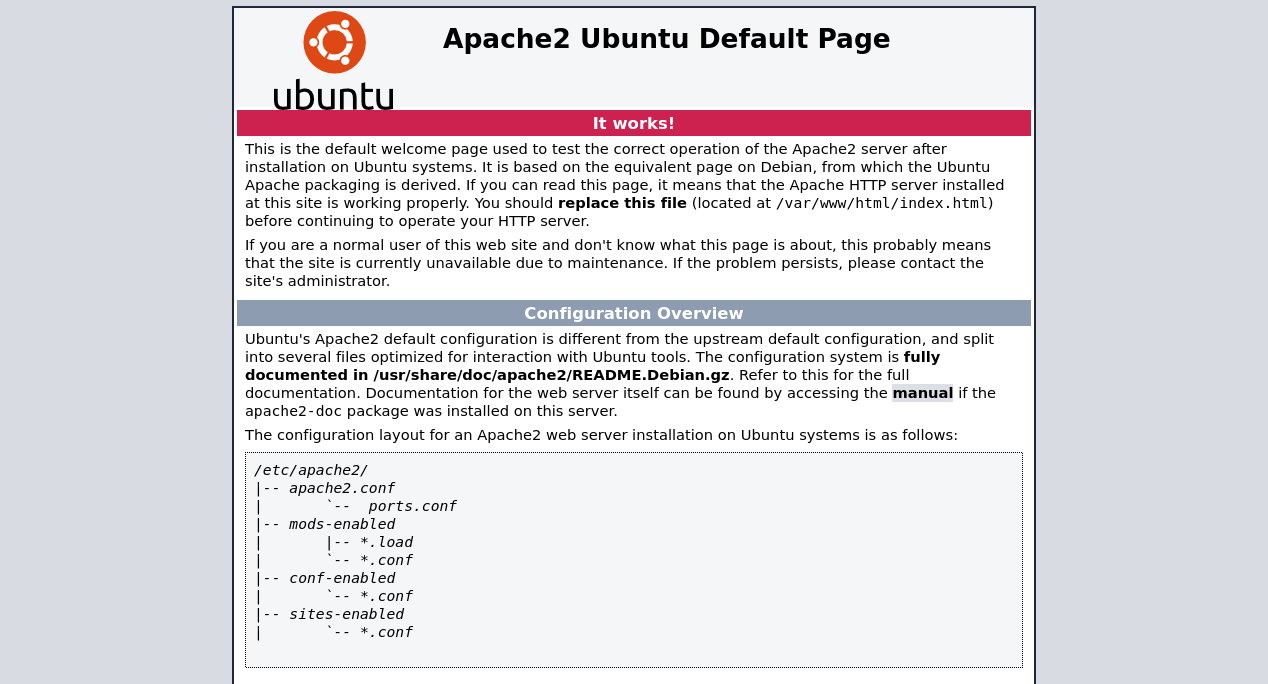 ubuntu
Apache2 Ubuntu Default Page
It works!
This is the default welcome page used to test the correct operation of the Apache2 server after
installation on Ubuntu systems. It is based on the equivalent page on Debian, from which the Ubuntu
Apache packaging is derived. If you can read this page, it means that the Apache HTTP server installed
at this site is working properly. You should replace this file (located at /var/www/html/index.html)
before continuing to operate your HTTP server.
If you are a normal user of this web site and don't know what this page is about, this probably means
that the site is currently unavailable due to maintenance. If the problem persists, please contact the
site's administrator.
Configuration Overview
Ubuntu's Apache2 default configuration is different from the upstream default configuration, and split
into several files optimized for interaction with Ubuntu tools. The configuration system is fully
documented in /usr/share/doc/apache2/README.Debian.gz. Refer to this for the full
documentation. Documentation for the web server itself can be found by accessing the manual if the
apache2-doc package was installed on this server.
The configuration layout for an Apache2 web server installation on Ubuntu systems is as follows:
/etc/apache2/
|-- apache2.conf
|       `--  ports.conf
|-- mods-enabled
|       |-- *.load
|       `-- *.conf
|-- conf-enabled
|       `-- *.conf
|-- sites-enabled
|       `-- *.conf